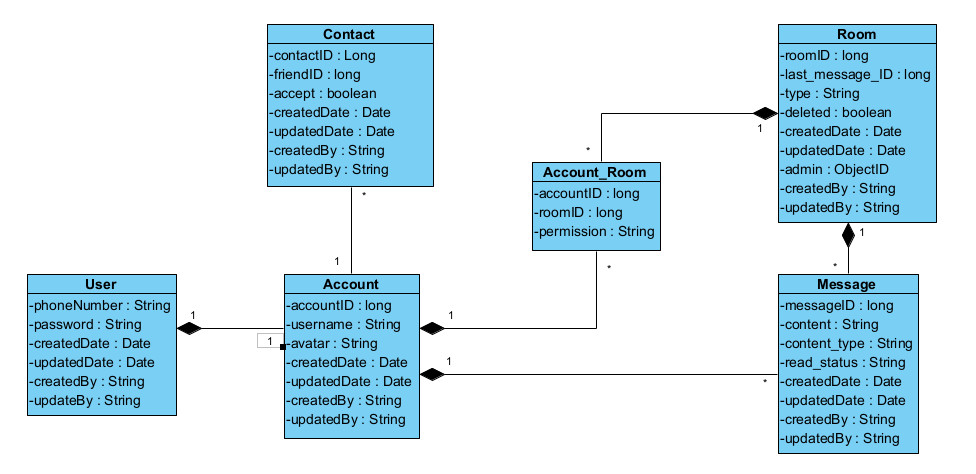 Contact
-contactID : Long
-friendID : long
-accept : boolean
-createdDate : Date
-updatedDate : Date
-createdBy : String
-updatedBy : String
*
1
Room
-roomID : long
-last_message_ID : long
-type : String
-deleted : boolean
-createdDate : Date
-updatedDate : Date
-admin : ObjectID
-createdBy : String
-updatedBy : String
1
*
Account_Room
-accountID : long
-roomID : long
-permission : String
*
1
1
*
User
-phoneNumber : String
-password : String
-createdDate : Date
-updatedDate : Date
-createdBy : String
-updateBy : String
1
1
Account
-accountID : long
-username : String
-avatar : String
-createdDate : Date
-updatedDate : Date
-createdBy : String
-updatedBy : String
1
*
Message
-messageID : long
-content : String
-content_type : String
-read_status : String
-createdDate : Date
-updatedDate : Date
-createdBy : String
-updatedBy : String